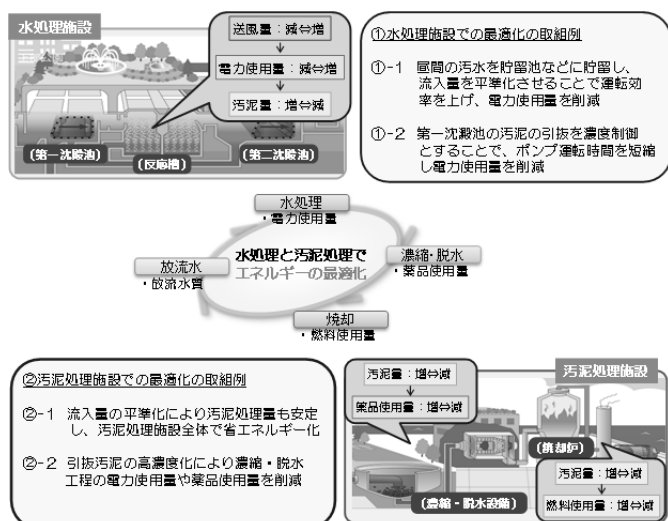 水処理施設
送風量：減⇔増
電力使用量：減⇔増
汚泥量：増⇔減
(第一沈殿池)
(反応槽)
(第二沈殿池)
①水処理施設での最適化の取組例
①-1 昼間の汚水を貯留池などに貯留し、
流入量を平準化させることで運転効
率を上げ、電力使用量を削減
①-2 第一沈澱池の汚泥の引抜を濃度制御
とすることで、ポンプ運転時間を短縮
し電力使用量を削減
水処理
・電力使用量
水処理と汚泥処理で
エネルギーの最適化
濃縮・脱水
・薬品使用量
放流水
・放流水質
焼却
・燃料使用量
②汚泥処理施設での最適化の取組例
②-1 流入量の平準化により汚泥処理量も安定
し、汚泥処理施設全体で省エネルギー化
②-2 引抜汚泥の高濃度化により濃縮・脱水
工程の電力使用量や薬品使用量を削減
汚泥処理施設
汚泥量：増⇔減
薬品使用量：増⇔減
(焼却炉)
(濃縮・脱水設備)
汚泥量：増⇔減
燃料使用量：増⇔減